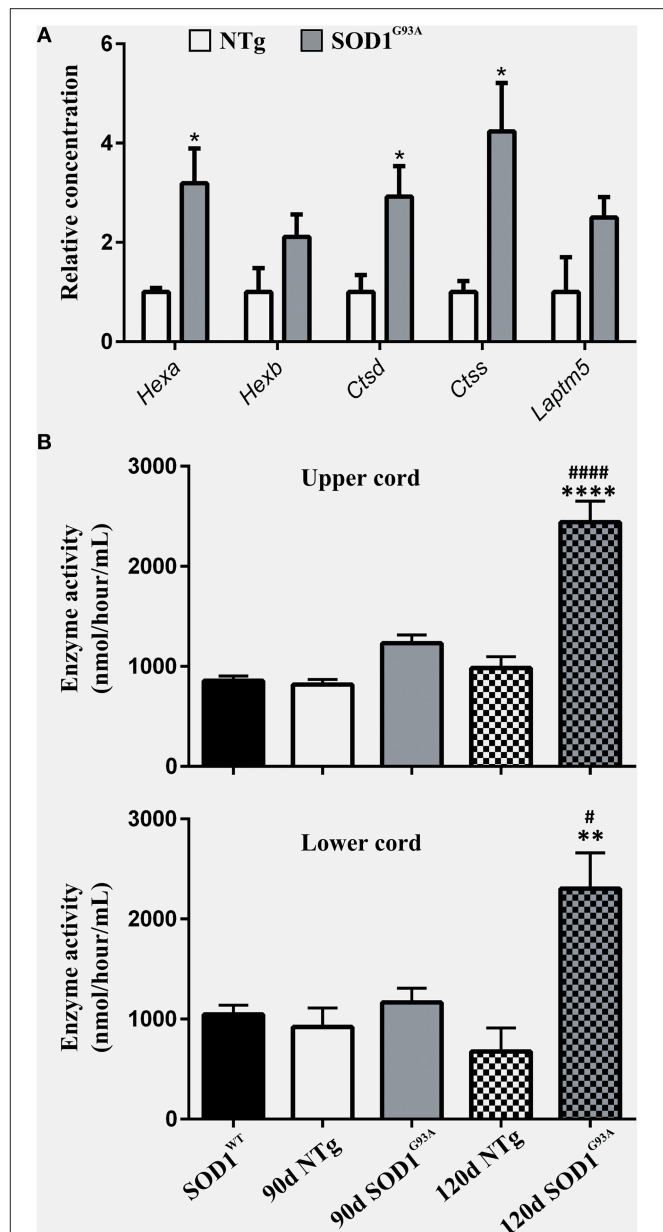 A
NTg SOD1G93A
Relative concentration
6
4
2
0
* * *
Hexa Hexb Ctsd Ctss Laptm5
B
Upper cord
Enzyme activity
(nmol/hour/mL)
3000
2000
1000
0
####
****
Lower cord
Enzyme activity
(nmol/hour/mL)
3000
2000
1000
0
#
**
SOD1WT 90d NTg 90d SOD1G93A 120d NTg 120d SOD1G93A